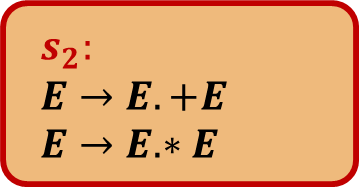 s₂:
E → E.+E
E → E.* E